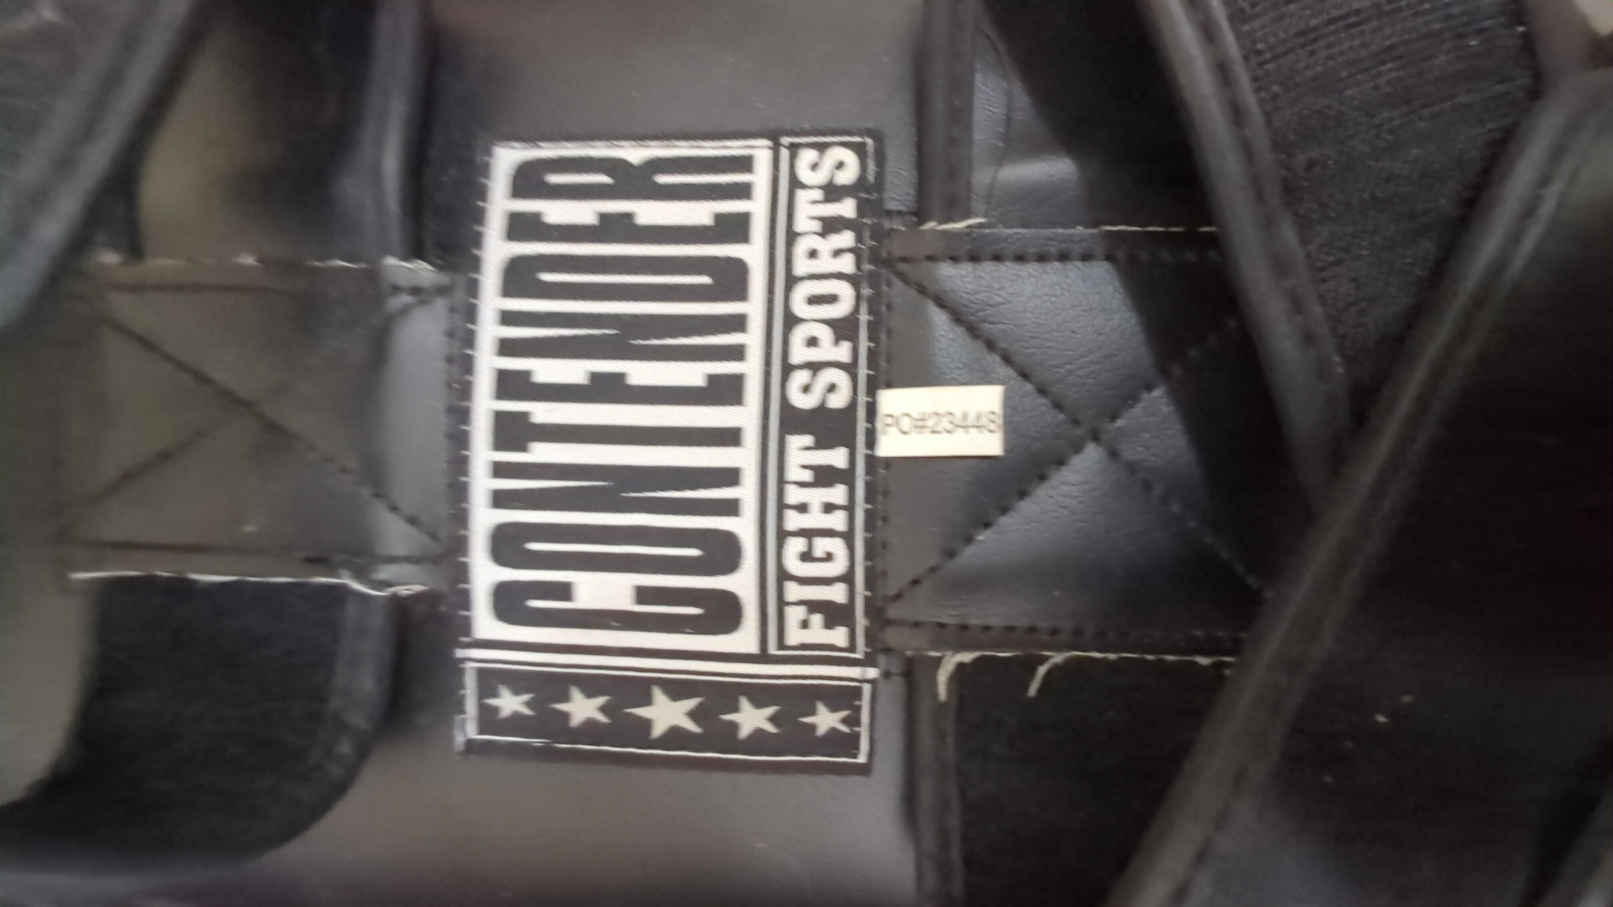 CONTENDER
FIGHT SPORTS
PO#23448